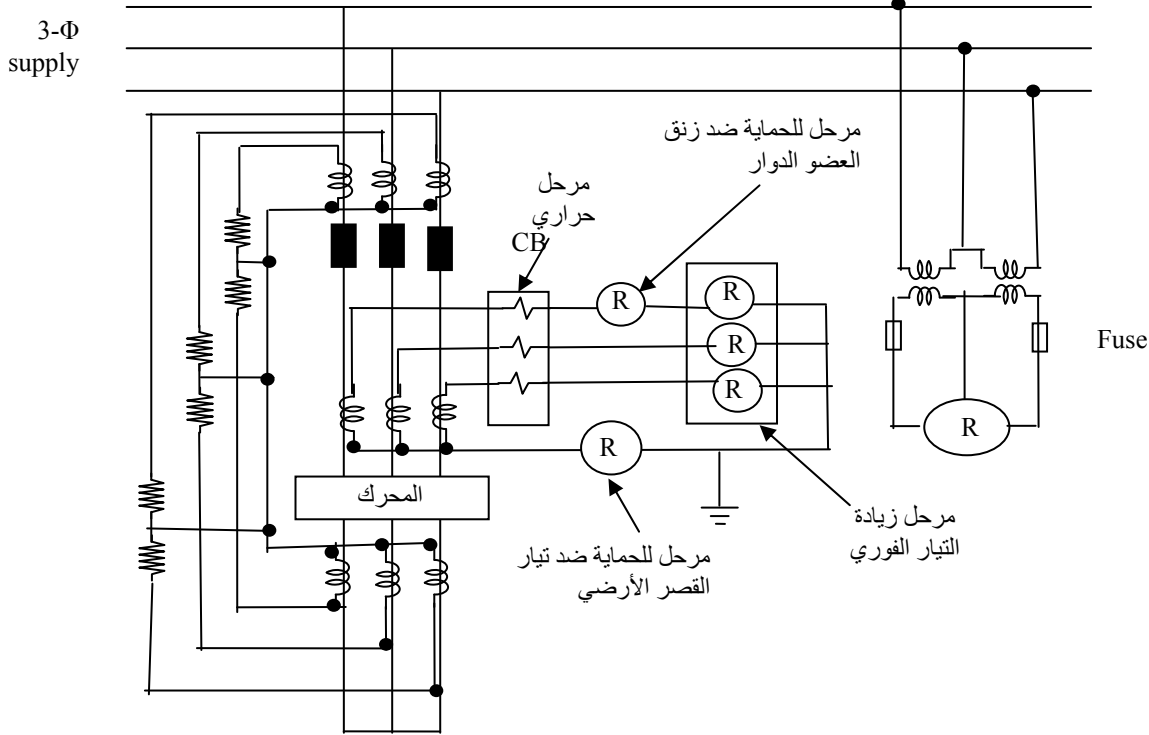 3-Φ
supply
مرحل للحماية ضد زنق
العضو الدوار
مرحل
حراري
CB
R
R
R
R
Fuse
R
R
المحرك
مرحل زيادة
التيار الفوري
مرحل للحماية ضد تيار
القصر الأرضي